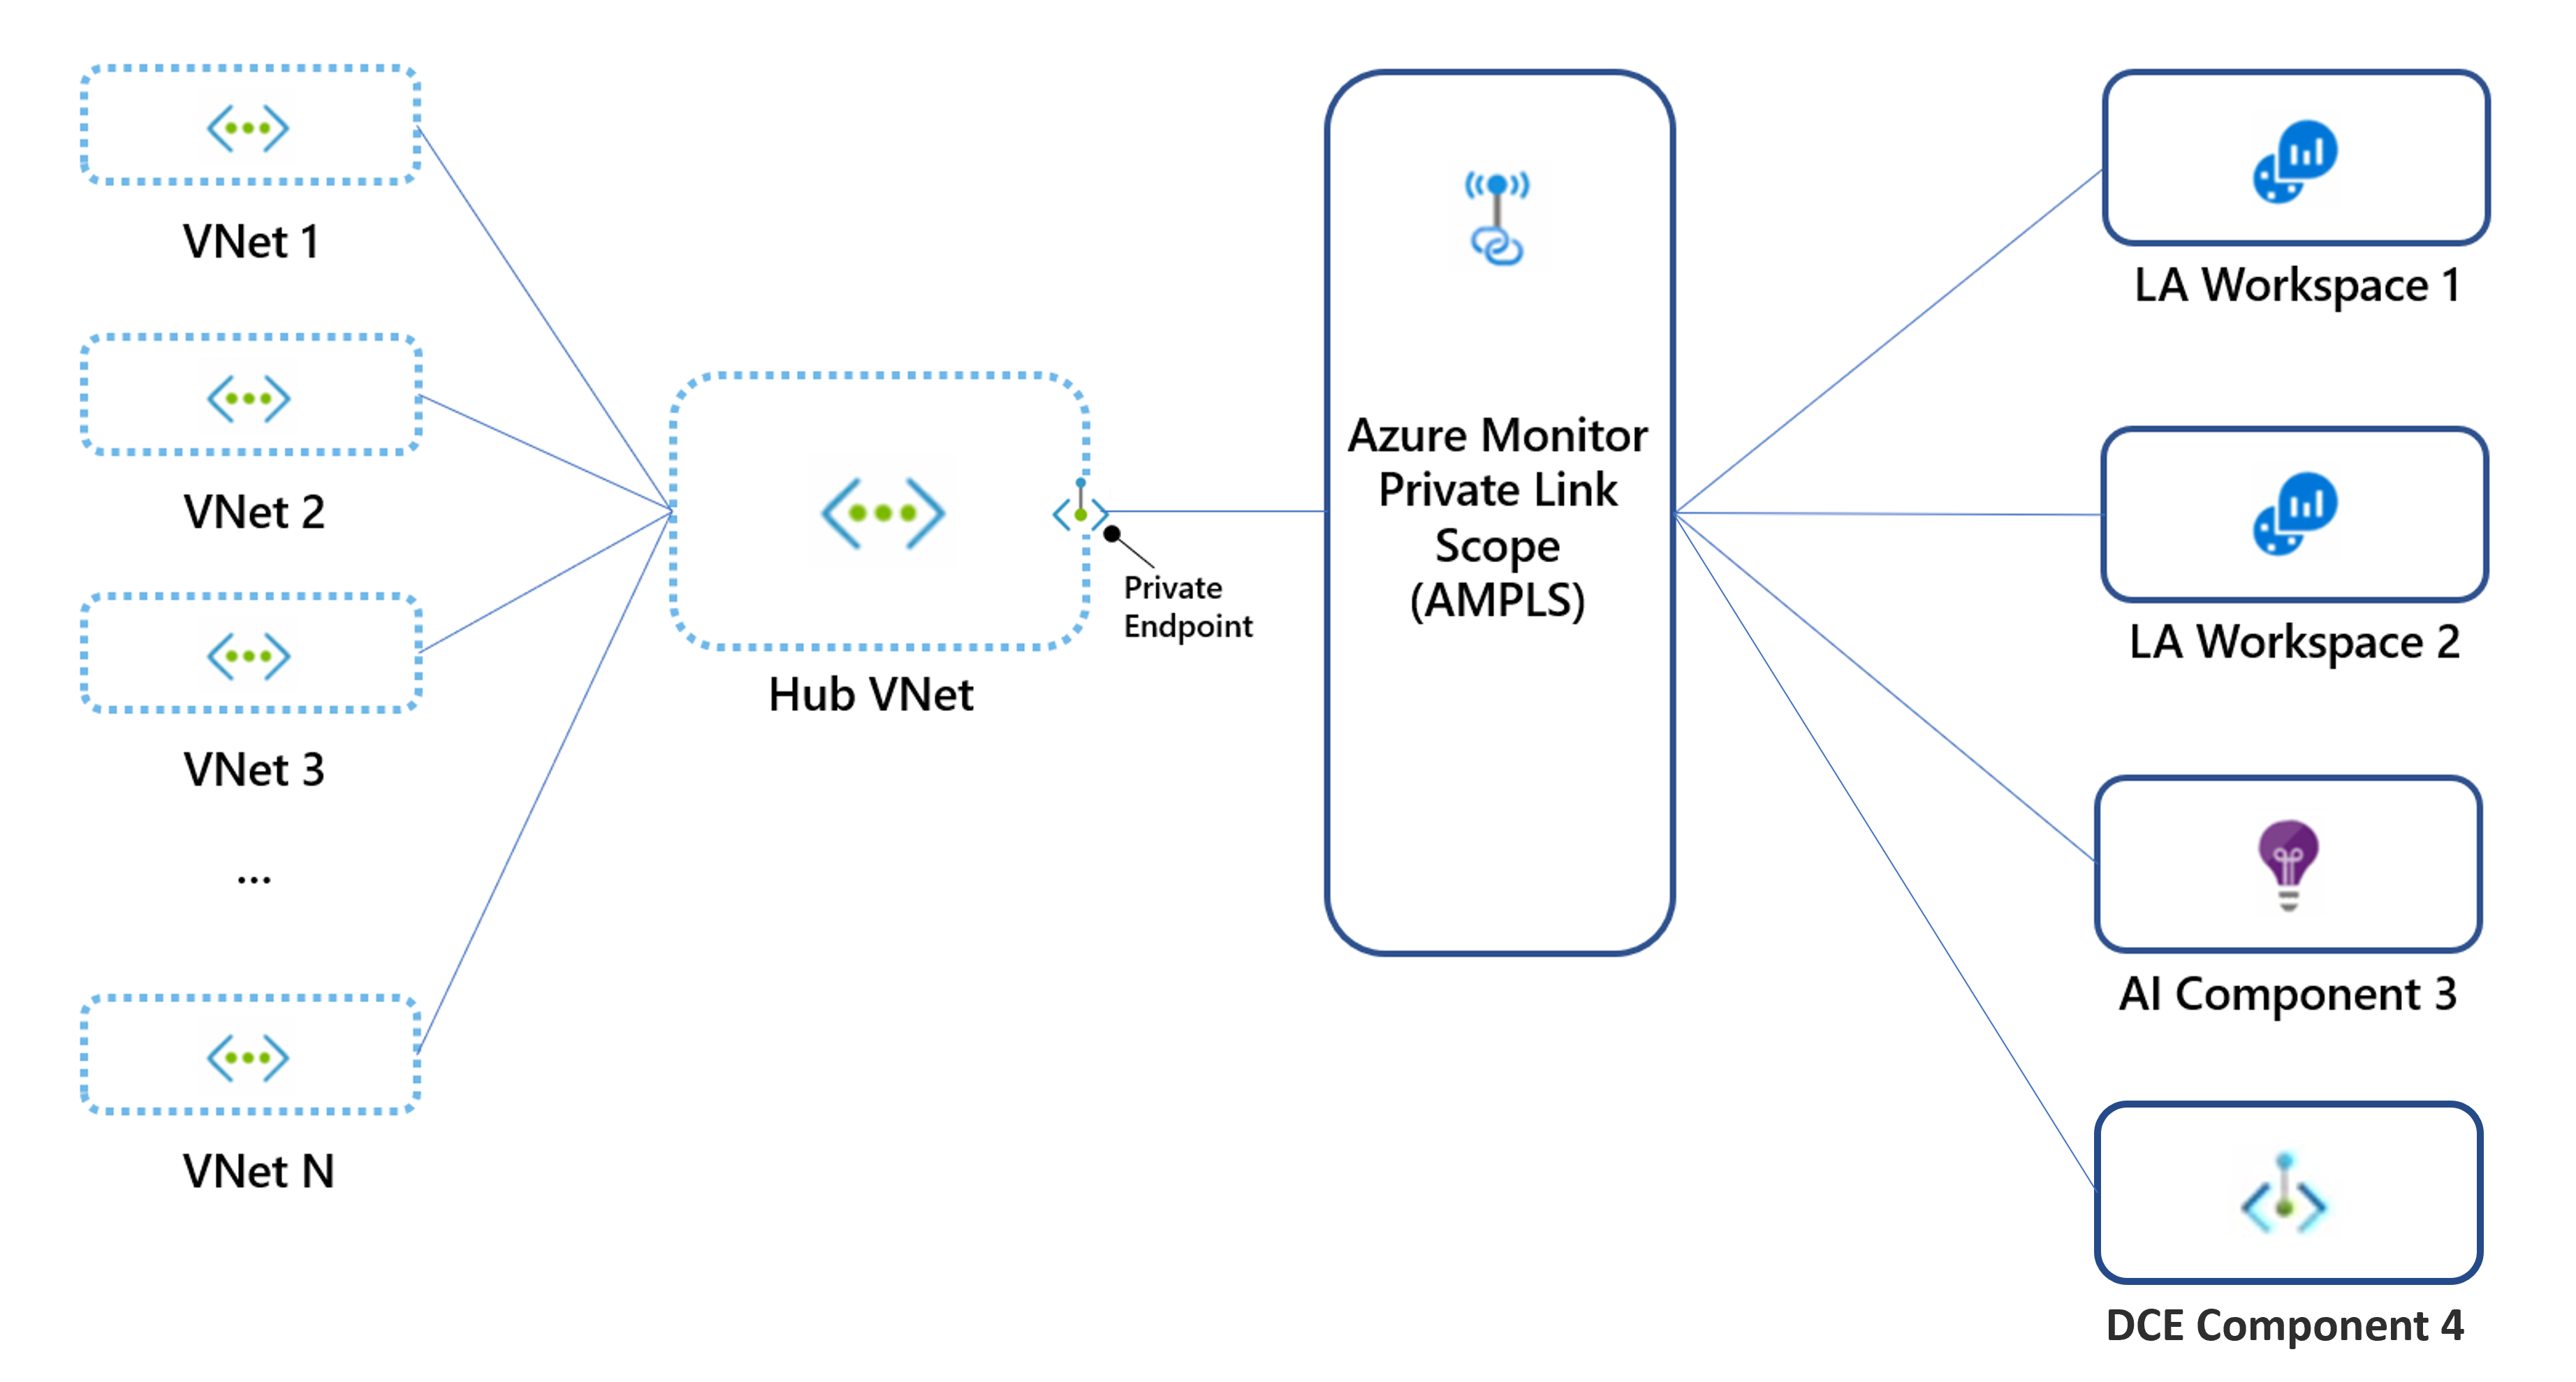 VNet 1
VNet 2
VNet 3
...
VNet N
Hub VNet
Private
Endpoint
Azure Monitor
Private Link
Scope
(AMPLS)
LA Workspace 1
LA Workspace 2
AI Component 3
DCE Component 4